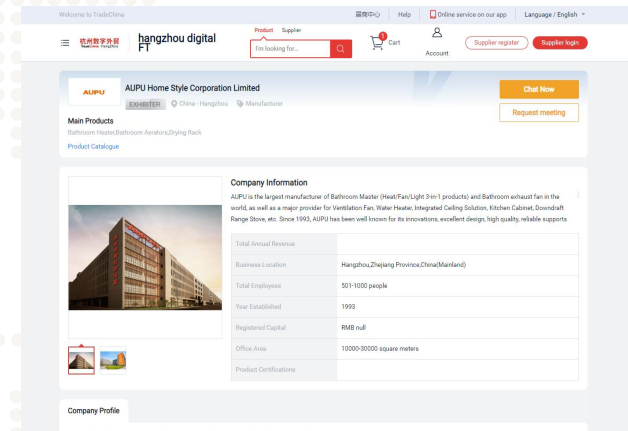 Welcome to TradeChina
展商中心 Help Online service on our app Language / English
杭州数字外贸
hangzhou digital FT
Product Supplier
I'm looking for...
1
Cart
Account
Supplier register
Supplier login
AUPU
AUPU Home Style Corporation Limited
EXHIBITER China · Hangzhou Manufacturer
Chat Now
Request meeting
Main Products
Bathroom Heater,Bathroom Aerators,Drying Rack
Product Catalogue
Company Information
AUPU is the largest manufacturer of Bathroom Master (Heat/Fan/Light 3-in-1 products) and Bathroom exhaust fan in the
world, as well as a major provider for Ventilation Fan, Water Heater, Integrated Ceiling Solution, Kitchen Cabinet, Downdraft
Range Stove, etc. Since 1993, AUPU has been well known for its innovations, excellent design, high quality, reliable supports
Total Annual Revenue
Business Location Hangzhou,Zhejiang Province,China(Mainland)
Total Employeese 501-1000 people
Year Established 1993
Registered Capital RMB null
Office Area 10000-30000 square meters
Product Certifications
Company Profile